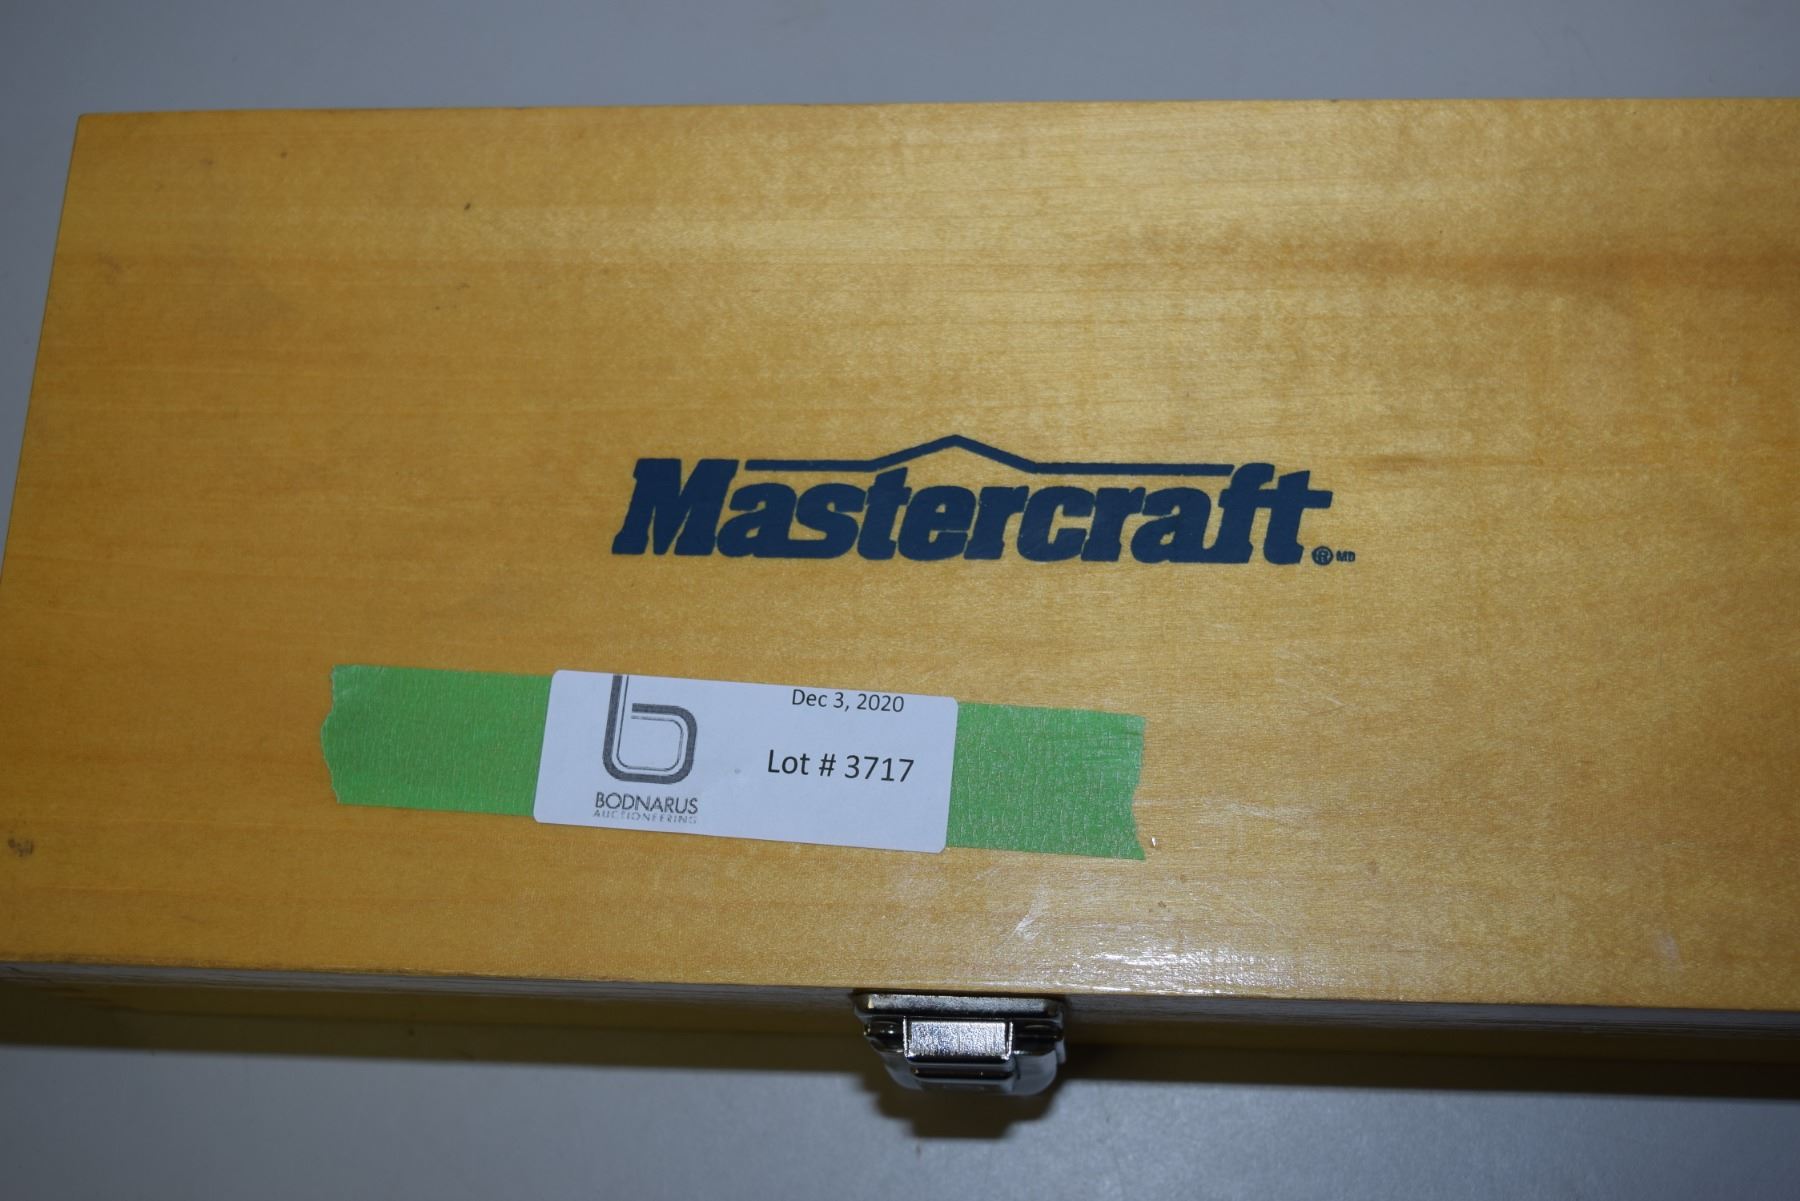 Mastercraft ® MD
Dec 3, 2020
Lot # 3717
BODNARUS
AUCTIONEERING